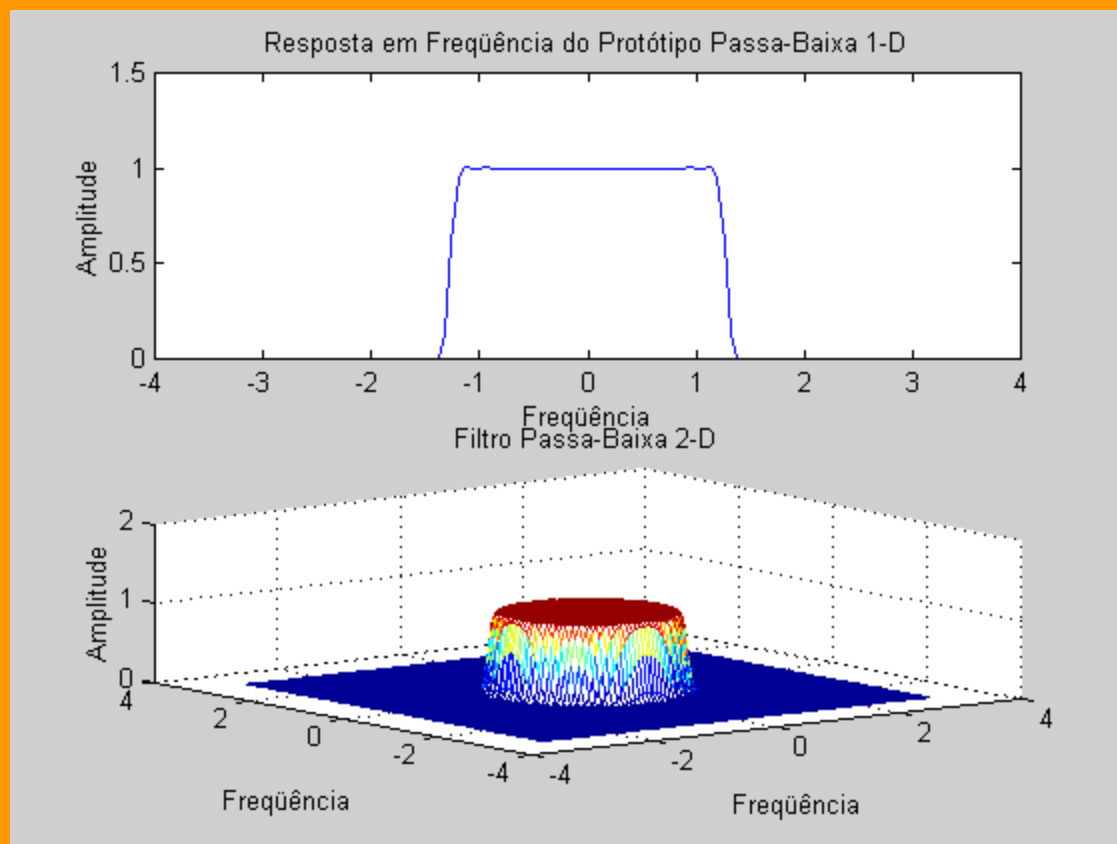 Resposta em Freqüência do Protótipo Passa-Baixa 1-D
1.5
1
0.5
0
Amplitude
-4 -3 -2 -1 0 1 2 3 4
Freqüência
Filtro Passa-Baixa 2-D
2
1
0
Amplitude
4 2 0 -2 -4
-4 -2 0 2 4
Freqüência
Freqüência